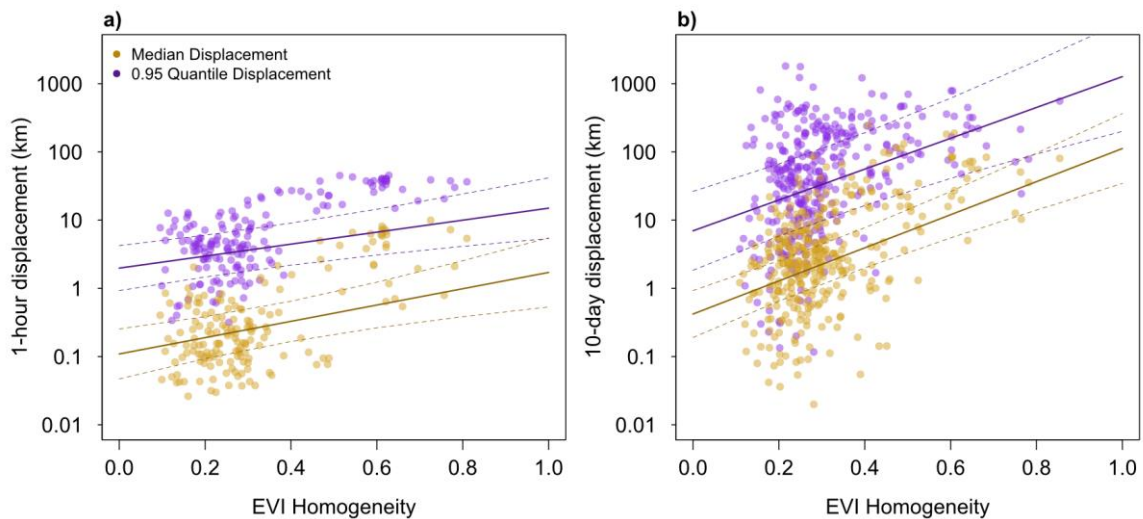 a)
Median Displacement
0.95 Quantile Displacement
1-hour displacement (km)
1000
100
10
1
0.1
0.01
0.0 0.2 0.4 0.6 0.8 1.0
EVI Homogeneity
b)
10-day displacement (km)
1000
100
10
1
0.1
0.01
0.0 0.2 0.4 0.6 0.8 1.0
EVI Homogeneity